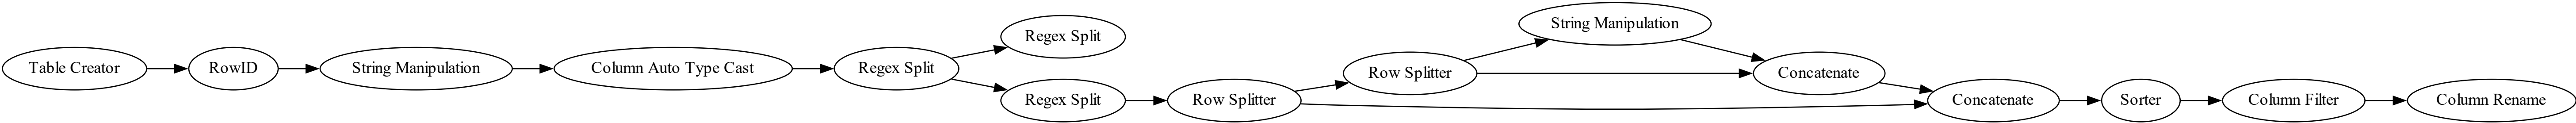 Table Creator
RowID
String Manipulation
Column Auto Type Cast
Regex Split
Regex Split
Regex Split
Row Splitter
Row Splitter
String Manipulation
Concatenate
Concatenate
Sorter
Column Filter
Column Rename